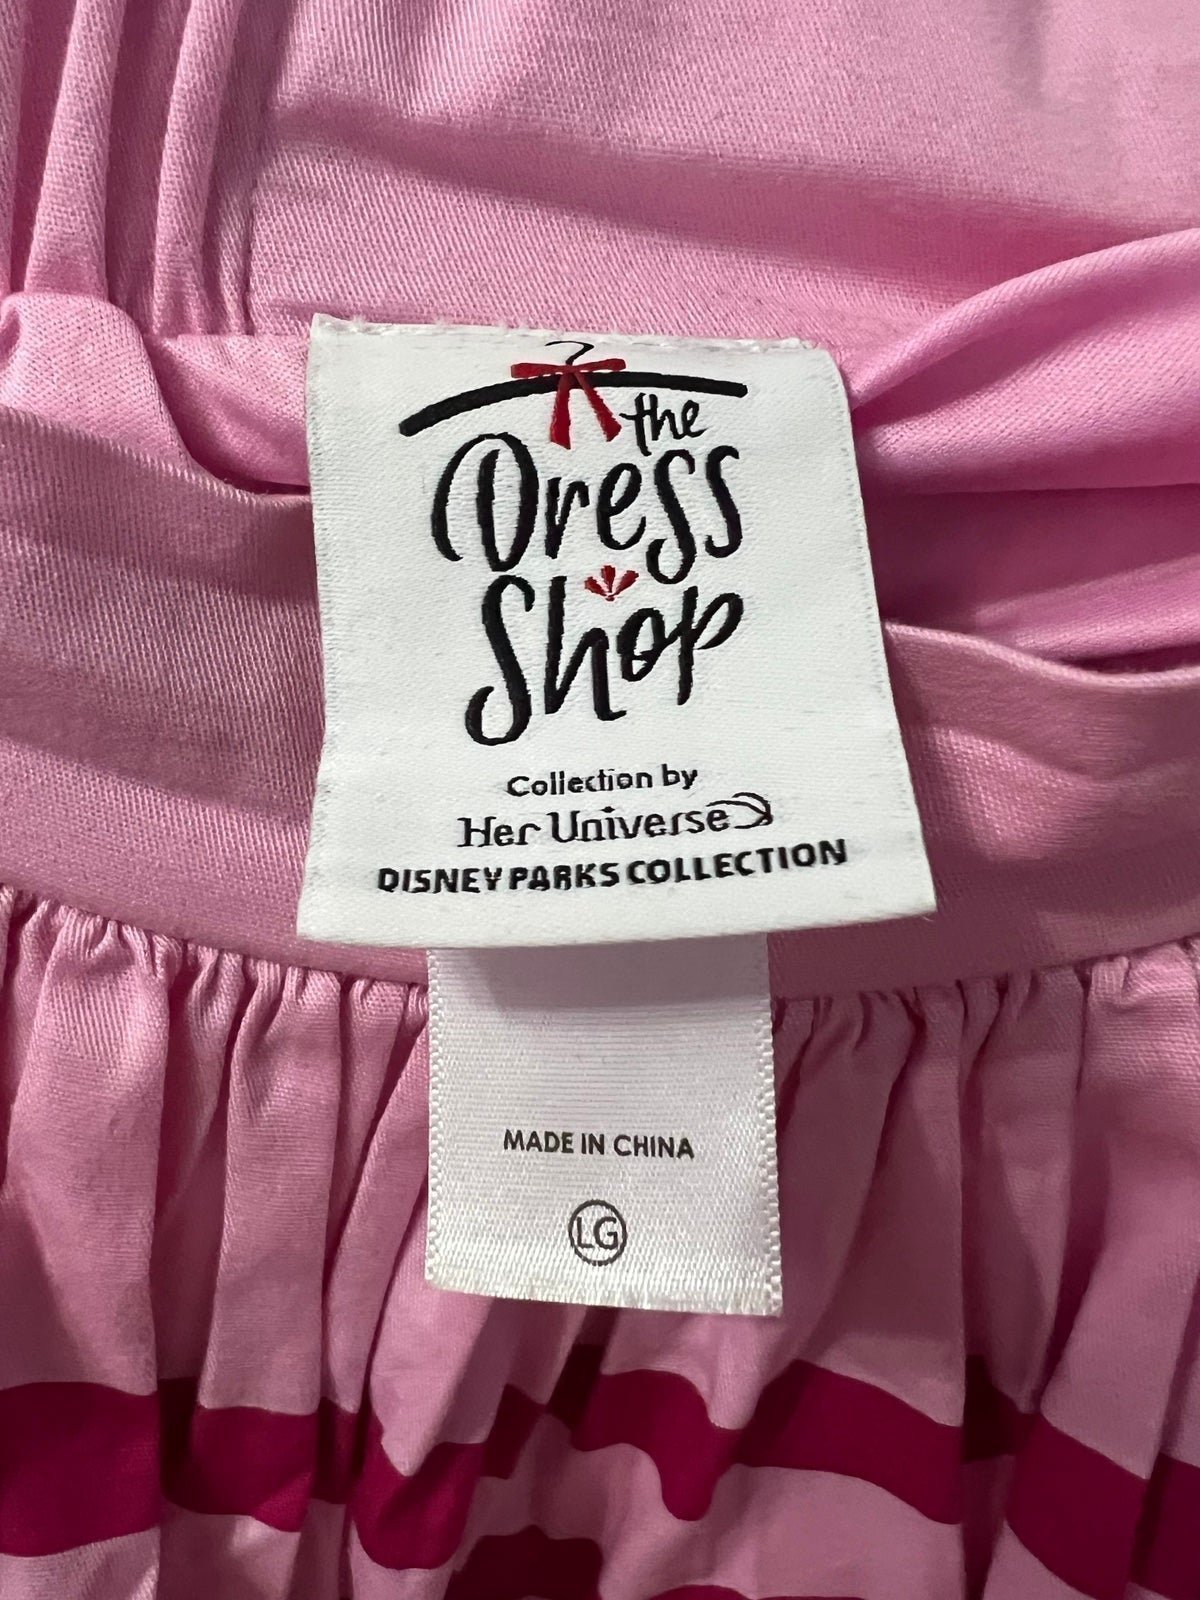 the
Dress
Shop
Collection by
Her Universe
DISNEY PARKS COLLECTION
MADE IN CHINA
LG